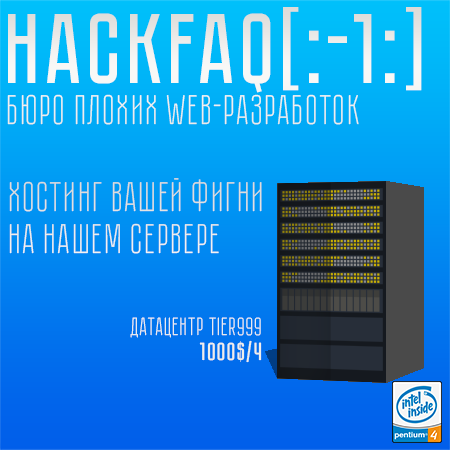 HACKFAQ[:-1:]
БЮРО ПЛОХИХ WEB-РАЗРАБОТОК
ХОСТИНГ ВАШЕЙ ФИГНИ
НА НАШЕМ СЕРВЕРЕ
ДАТАЦЕНТР TIER999
1000$/Ч
intel
inside
pentium® 4